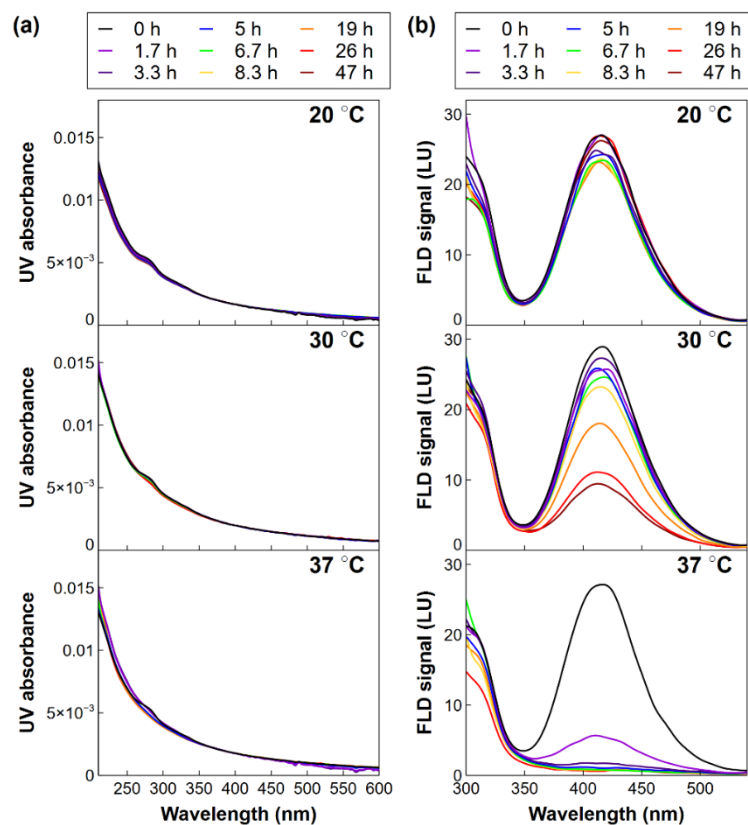 (a)
0 h 5 h 19 h
1.7 h 6.7 h 26 h
3.3 h 8.3 h 47 h
20 °C
0.015
0.01
5×10⁻³
0
UV absorbance
30 °C
0.015
0.01
5×10⁻³
0
UV absorbance
37 °C
0.015
0.01
5×10⁻³
0
UV absorbance
250 300 350 400 450 500 550 600
Wavelength (nm)
(b)
0 h 5 h 19 h
1.7 h 6.7 h 26 h
3.3 h 8.3 h 47 h
20 °C
30
20
10
0
FLD signal (LU)
30 °C
30
20
10
0
FLD signal (LU)
37 °C
30
20
10
0
FLD signal (LU)
300 350 400 450 500
Wavelength (nm)